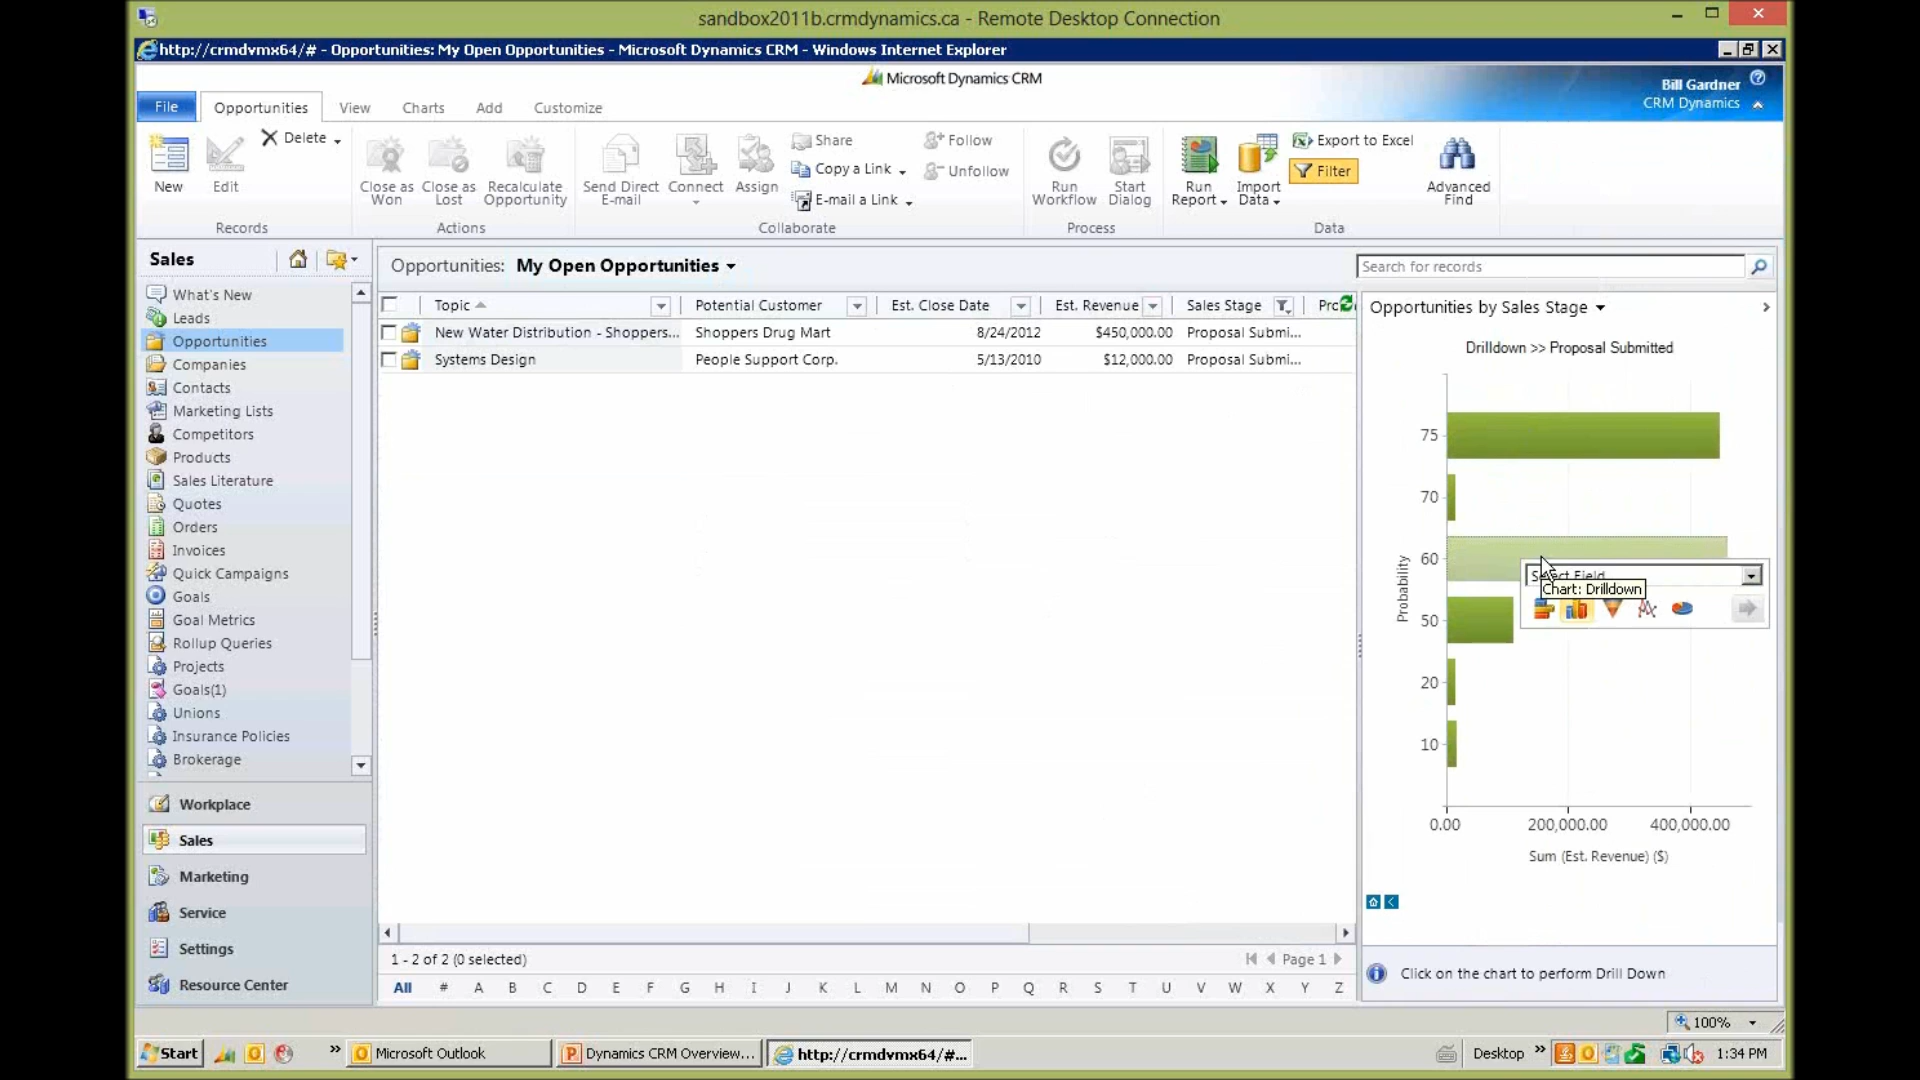 sandbox2011b.crmdynamics.ca - Remote Desktop Connection
http://crmdvmx64/# - Opportunities: My Open Opportunities - Microsoft Dynamics CRM - Windows Internet Explorer
Microsoft Dynamics CRM
Bill Gardner
CRM Dynamics
File Opportunities View Charts Add Customize
New
Edit
Delete
Records
Close as Won
Close as Lost
Recalculate Opportunity
Actions
Send Direct E-mail
Connect
Assign
Share
Copy a Link
E-mail a Link
Follow
Unfollow
Collaborate
Run Workflow
Start Dialog
Process
Run Report
Import Data
Export to Excel
Filter
Advanced Find
Data
Sales
What's New
Leads
Opportunities
Companies
Contacts
Marketing Lists
Competitors
Products
Sales Literature
Quotes
Orders
Invoices
Quick Campaigns
Goals
Goal Metrics
Rollup Queries
Projects
Goals(1)
Unions
Insurance Policies
Brokerage
Workplace
Sales
Marketing
Service
Settings
Resource Center
Opportunities: My Open Opportunities
Search for records
Topic Potential Customer Est. Close Date Est. Revenue Sales Stage
New Water Distribution - Shoppers... Shoppers Drug Mart 8/24/2012 $450,000.00 Proposal Submi...
Systems Design People Support Corp. 5/13/2010 $12,000.00 Proposal Submi...
1 - 2 of 2 (0 selected)
Page 1
All # A B C D E F G H I J K L M N O P Q R S T U V W X Y Z
Opportunities by Sales Stage
Drilldown >> Proposal Submitted
Probability
75
70
60
50
20
10
Select Field
Chart: Drilldown
0.00 200,000.00 400,000.00
Sum (Est. Revenue) ($)
Click on the chart to perform Drill Down
100%
Start
Microsoft Outlook
Dynamics CRM Overview...
http://crmdvmx64/#...
Desktop
1:34 PM